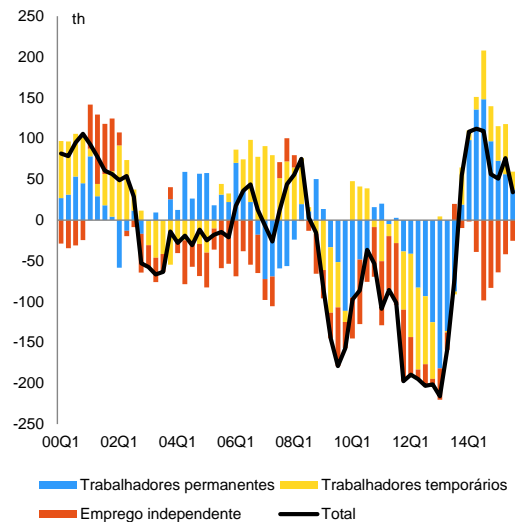 th
250
200
150
100
50
0
-50
-100
-150
-200
-250
00Q1 02Q1 04Q1 06Q1 08Q1 10Q1 12Q1 14Q1
Trabalhadores permanentes Trabalhadores temporários
Emprego independente Total